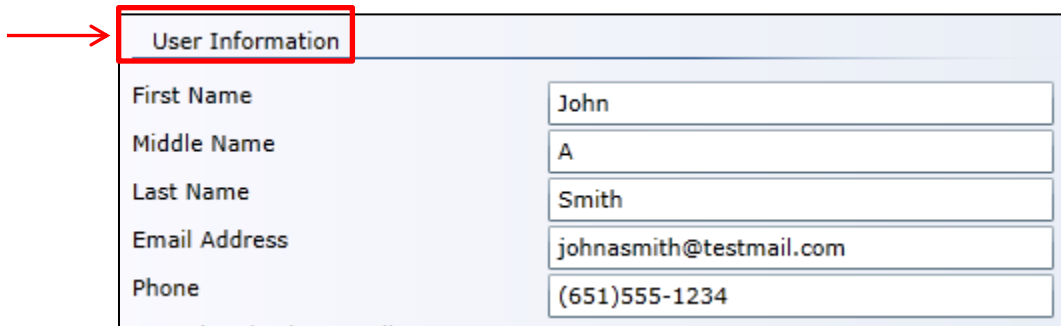 User Information
First Name John
Middle Name A
Last Name Smith
Email Address johnasmith@testmail.com
Phone (651)555-1234